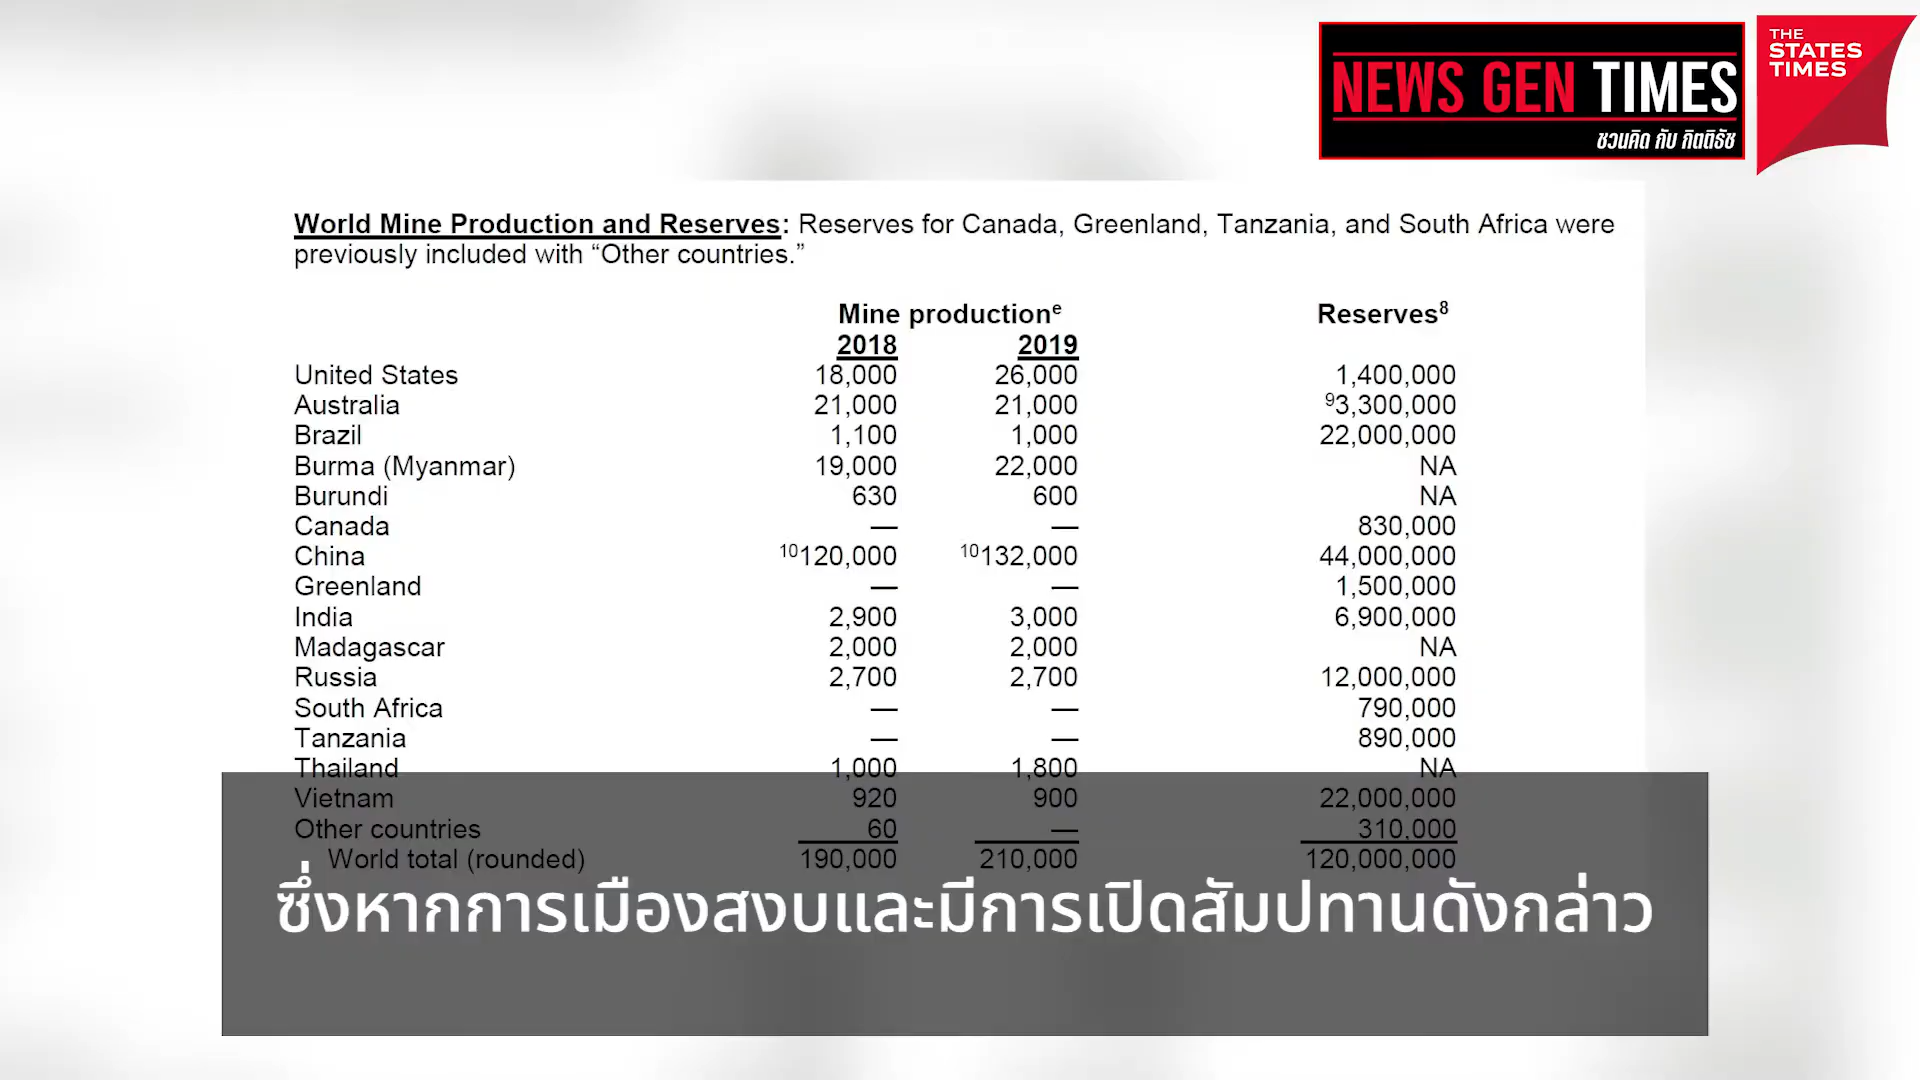 NEWS GEN TIMES
ชวนคิด กับ กิตติธัช
THE
STATES
TIMES
World Mine Production and Reserves: Reserves for Canada, Greenland, Tanzania, and South Africa were
previously included with “Other countries.”
Mine productionᵉ Reserves⁸
2018 2019
United States 18,000 26,000 1,400,000
Australia 21,000 21,000 ⁹3,300,000
Brazil 1,100 1,000 22,000,000
Burma (Myanmar) 19,000 22,000 NA
Burundi 630 600 NA
Canada — — 830,000
China ¹⁰120,000 ¹⁰132,000 44,000,000
Greenland — — 1,500,000
India 2,900 3,000 6,900,000
Madagascar 2,000 2,000 NA
Russia 2,700 2,700 12,000,000
South Africa — — 790,000
Tanzania — — 890,000
Thailand 1,000 1,800 NA
Vietnam 920 900 22,000,000
Other countries 60 — 310,000
World total (rounded) 190,000 210,000 120,000,000
ซึ่งหากการเมืองสงบและมีการเปิดสัมปทานดังกล่าว